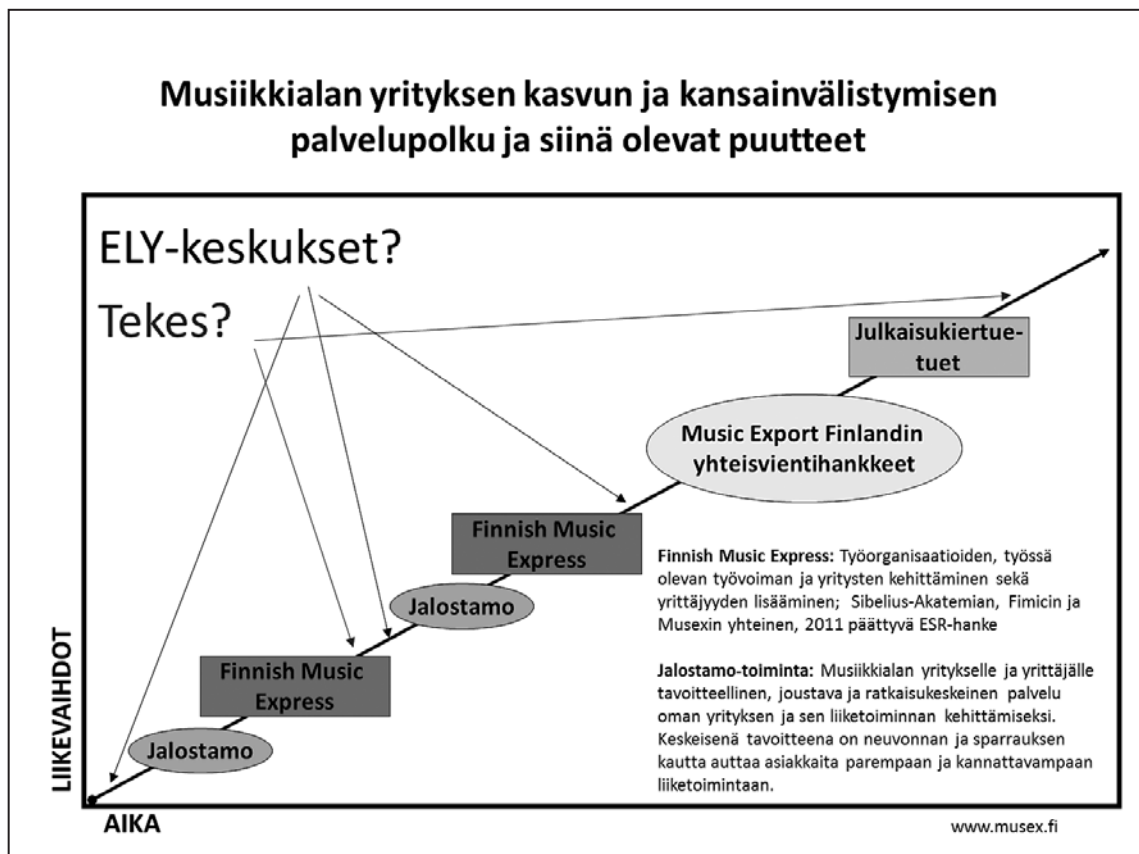 Musiikkialan yrityksen kasvun ja kansainvälistymisen
palvelupolku ja siinä olevat puutteet
ELY-keskukset?
Tekes?
Julkaisukiertue-
tuet
Music Export Finlandin
yhteisvientihankkeet
Finnish Music
Express
Jalostamo
Finnish Music
Express
Jalostamo
Finnish Music Express: Työorganisaatioiden, työssä
olevan työvoiman ja yritysten kehittäminen sekä
yrittäjyyden lisääminen; Sibelius-Akatemian, Fimicin ja
Musexin yhteinen, 2011 päättyvä ESR-hanke
Jalostamo-toiminta: Musiikkialan yritykselle ja yrittäjälle
tavoitteellinen, joustava ja ratkaisukeskeinen palvelu
oman yrityksen ja sen liiketoiminnan kehittämiseksi.
Keskeisenä tavoitteena on neuvonnan ja sparrauksen
kautta auttaa asiakkaita parempaan ja kannattavampaan
liiketoimintaan.
LIIKEVAIHDOT
AIKA
www.musex.fi